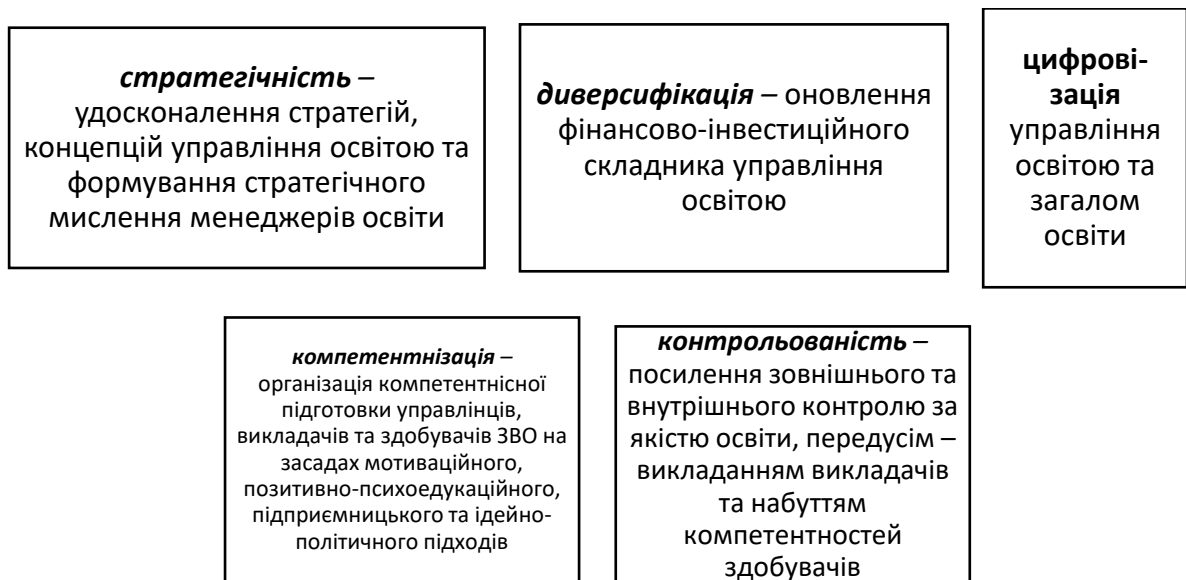 стратегічність –
удосконалення стратегій,
концепцій управління освітою та
формування стратегічного
мислення менеджерів освіти
диверсифікація – оновлення
фінансово-інвестиційного
складника управління
освітою
цифрові-
зація
управління
освітою та
загалом
освіти
компетентнізація –
організація компетентнісної
підготовки управлінців,
викладачів та здобувачів ЗВО на
засадах мотиваційного,
позитивно-психоедукаційного,
підприємницького та ідейно-
політичного підходів
контрольованість –
посилення зовнішнього та
внутрішнього контролю за
якістю освіти, передусім –
викладанням викладачів
та набуттям
компетентностей
здобувачів